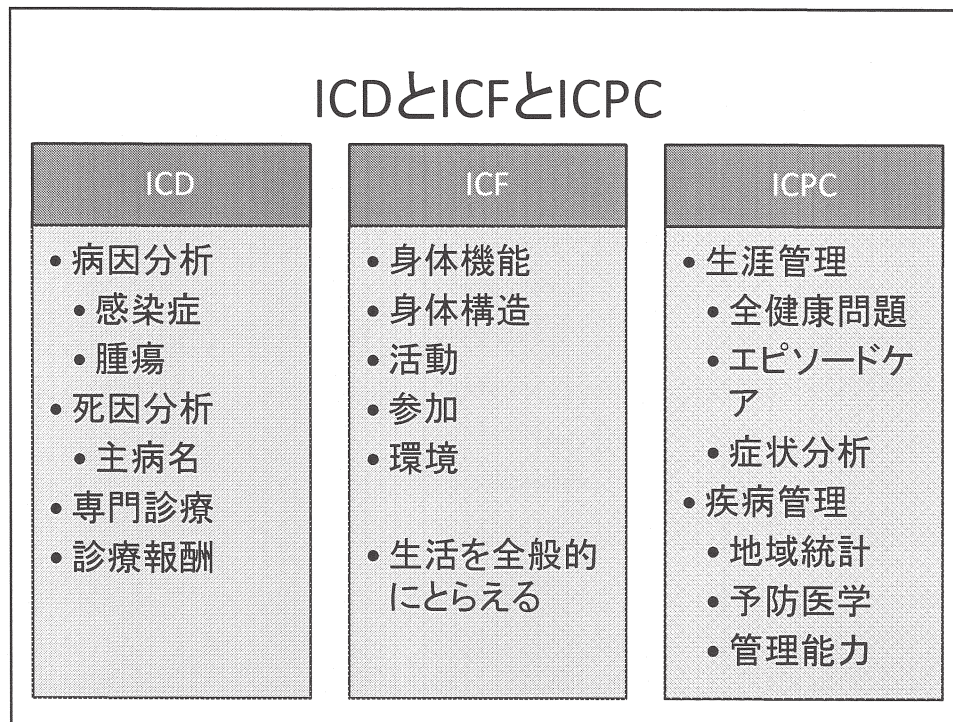 ICDとICFとICPC
ICD
• 病因分析
• 感染症
• 腫瘍
• 死因分析
• 主病名
• 専門診療
• 診療報酬
ICF
• 身体機能
• 身体構造
• 活動
• 参加
• 環境
• 生活を全般的
にとらえる
ICPC
• 生涯管理
• 全健康問題
• エピソードケ
ア
• 症状分析
• 疾病管理
• 地域統計
• 予防医学
• 管理能力